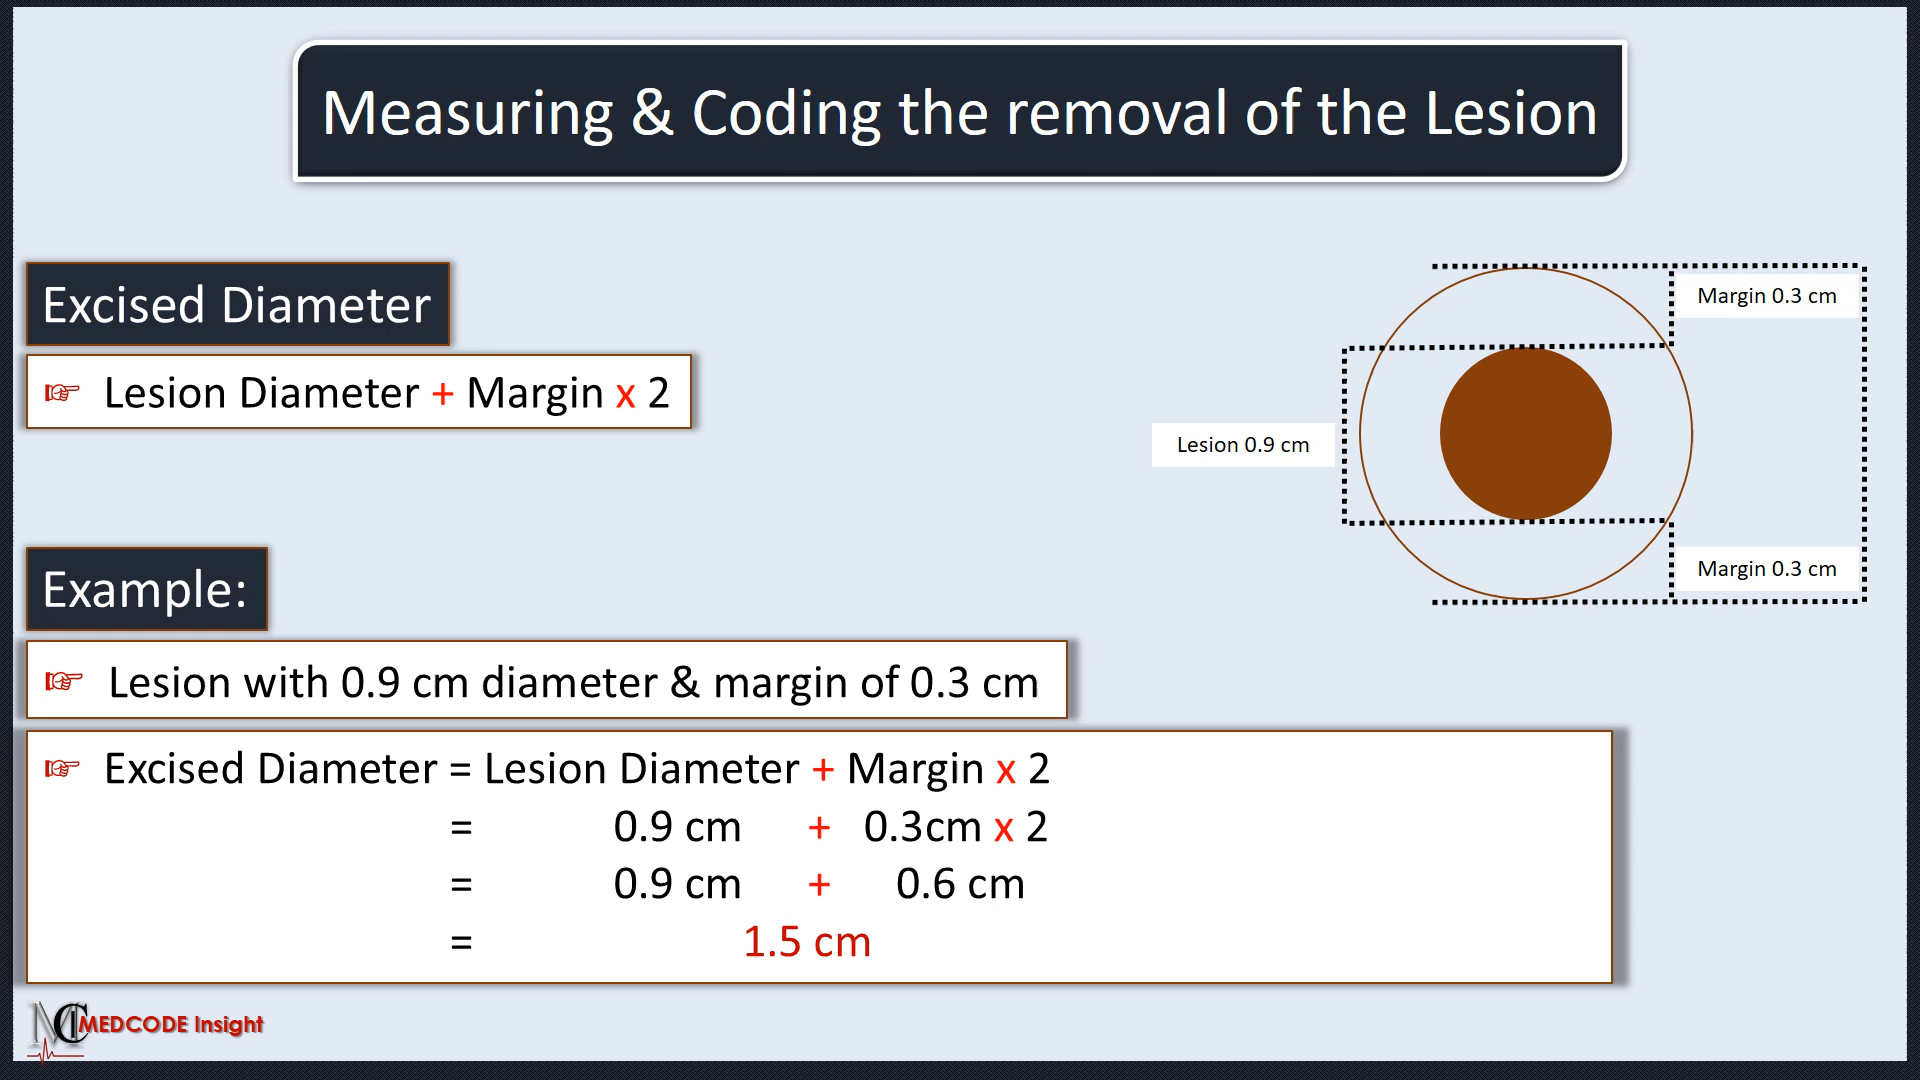 Measuring & Coding the removal of the Lesion
Excised Diameter
☞ Lesion Diameter + Margin x 2
Margin 0.3 cm
Lesion 0.9 cm
Margin 0.3 cm
Example:
☞ Lesion with 0.9 cm diameter & margin of 0.3 cm
☞ Excised Diameter = Lesion Diameter + Margin x 2
= 0.9 cm + 0.3cm x 2
= 0.9 cm + 0.6 cm
= 1.5 cm
MCI MEDCODE Insight